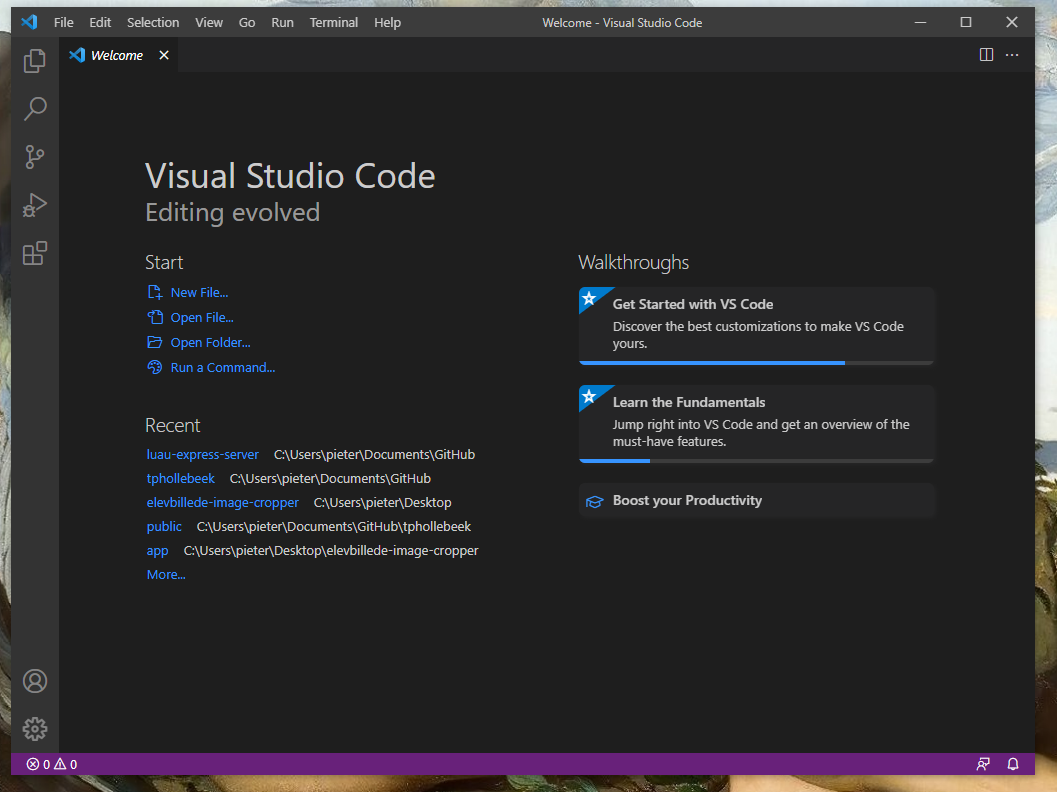 File Edit Selection View Go Run Terminal Help Welcome - Visual Studio Code
Welcome
Visual Studio Code
Editing evolved
Start
New File...
Open File...
Open Folder...
Run a Command...
Recent
luau-express-server C:\Users\pieter\Documents\GitHub
tphollebeek C:\Users\pieter\Documents\GitHub
elevbillede-image-cropper C:\Users\pieter\Desktop
public C:\Users\pieter\Documents\GitHub\tphollebeek
app C:\Users\pieter\Desktop\elevbillede-image-cropper
More...
Walkthroughs
Get Started with VS Code
Discover the best customizations to make VS Code
yours.
Learn the Fundamentals
Jump right into VS Code and get an overview of the
must-have features.
Boost your Productivity
0 0